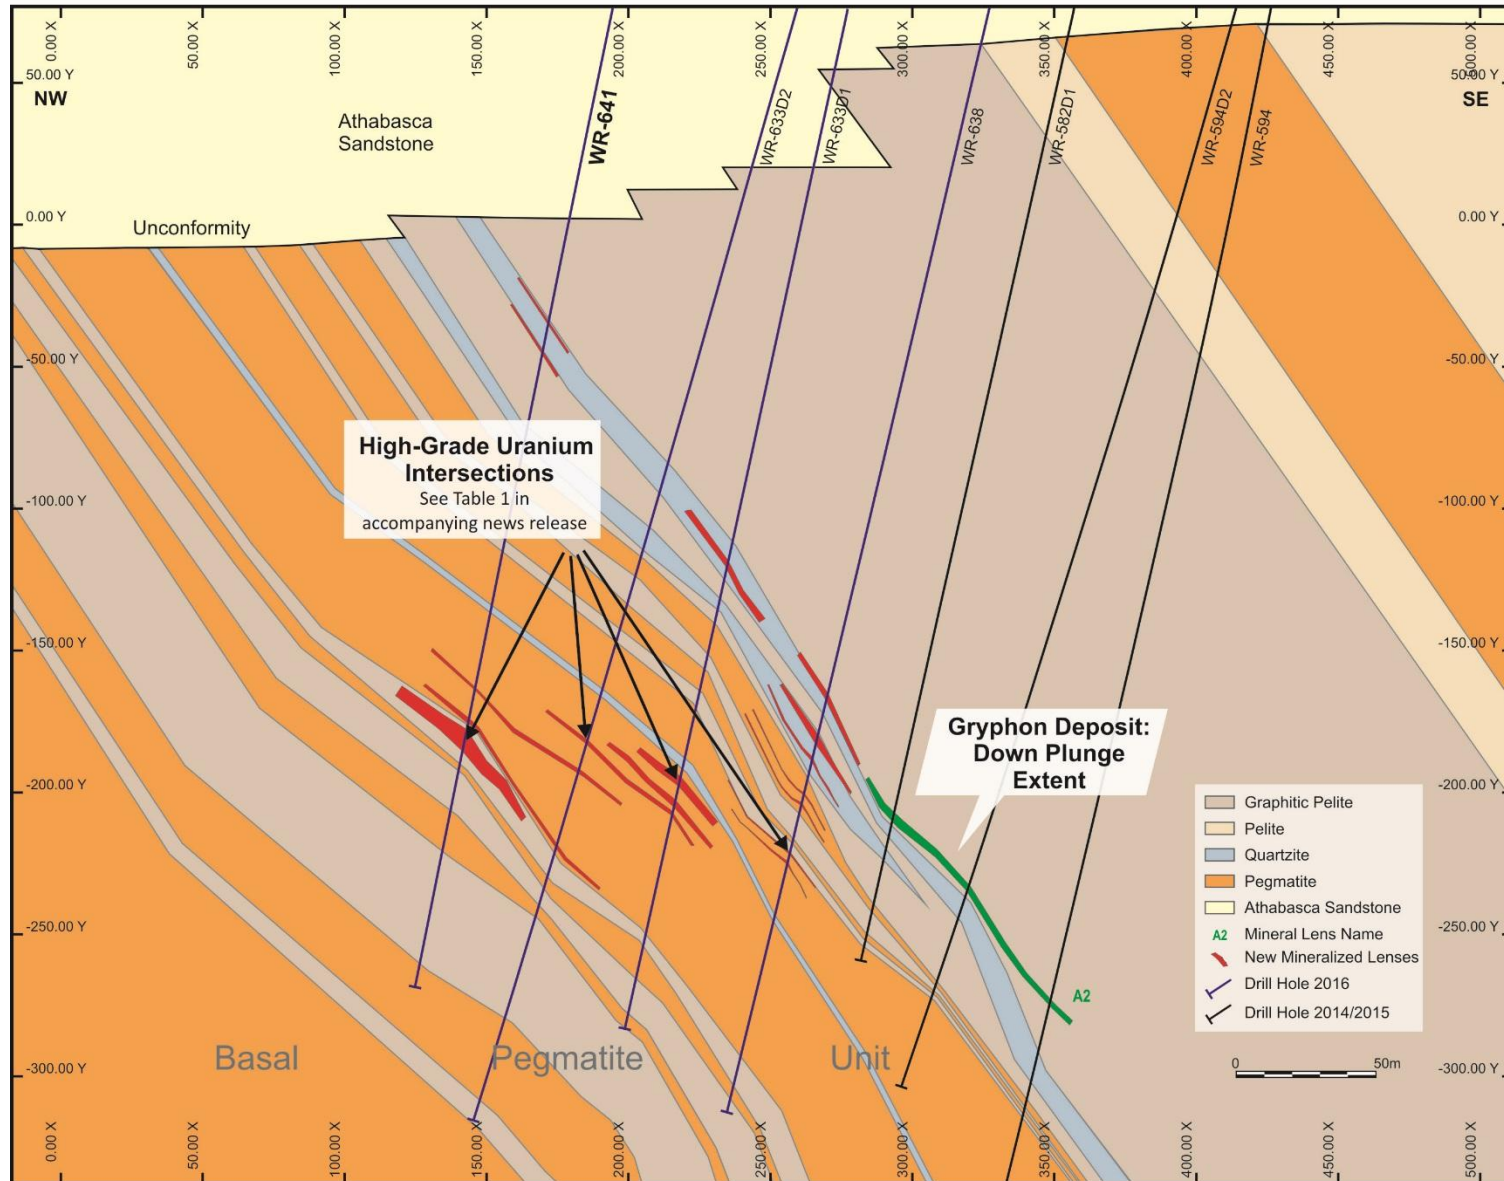 0.00 X
50.00 X
100.00 X
150.00 X
200.00 X
250.00 X
300.00 X
350.00 X
400.00 X
450.00 X
500.00 X
50.00 Y
50.00 Y
NW
SE
Athabasca
Sandstone
WR-641
WR-633D2
WR-633D1
WR-638
WR-582D1
WR-594D2
WR-594
0.00 Y
0.00 Y
Unconformity
-50.00 Y
-50.00 Y
High-Grade Uranium
Intersections
See Table 1 in
accompanying news release
-100.00 Y
-100.00 Y
-150.00 Y
-150.00 Y
Gryphon Deposit:
Down Plunge
Extent
-200.00 Y
-200.00 Y
Graphitic Pelite
Pelite
Quartzite
Pegmatite
Athabasca Sandstone
A2 Mineral Lens Name
New Mineralized Lenses
Drill Hole 2016
Drill Hole 2014/2015
-250.00 Y
-250.00 Y
A2
Basal Pegmatite Unit
0 50m
-300.00 Y
-300.00 Y
0.00 X
50.00 X
100.00 X
150.00 X
200.00 X
250.00 X
300.00 X
350.00 X
400.00 X
450.00 X
500.00 X